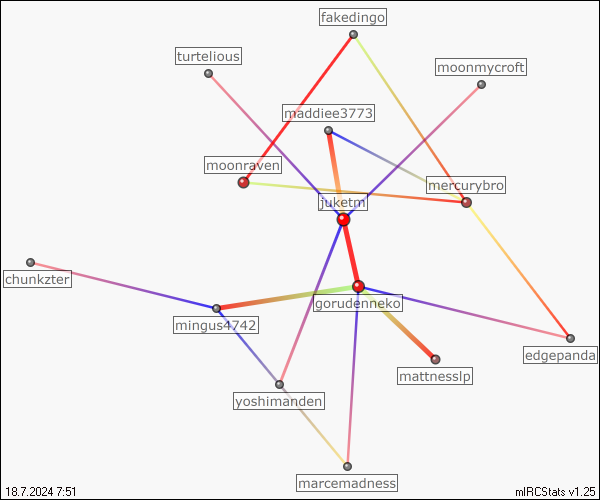 fakedingo
turtelious
moonmycroft
maddiee3773
moonraven
mercurybro
juketm
chunkzter
gorudenneko
mingus4742
edgepanda
mattnesslp
yoshimanden
marcemadness
18.7.2024 7:51
mIRCStats v1.25